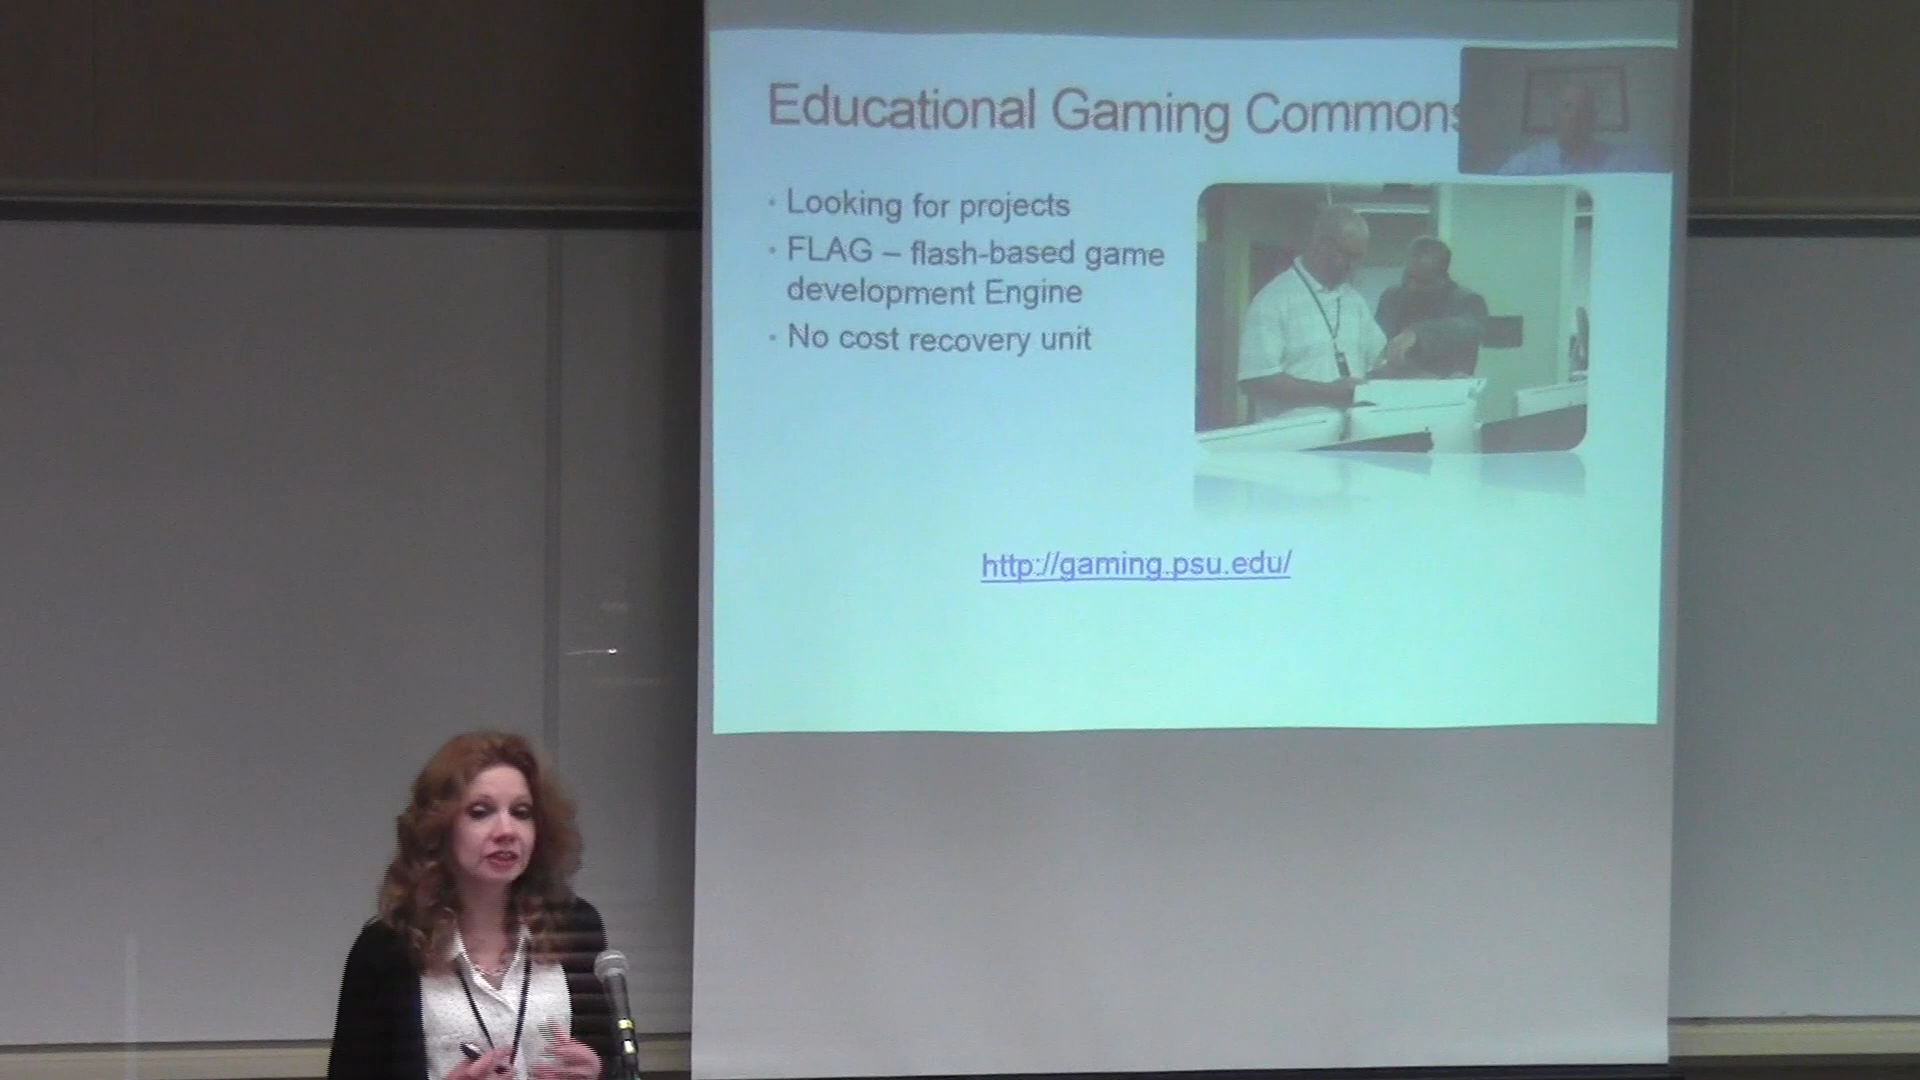 Educational Gaming Commons
• Looking for projects
• FLAG – flash-based game
development Engine
• No cost recovery unit
http://gaming.psu.edu/